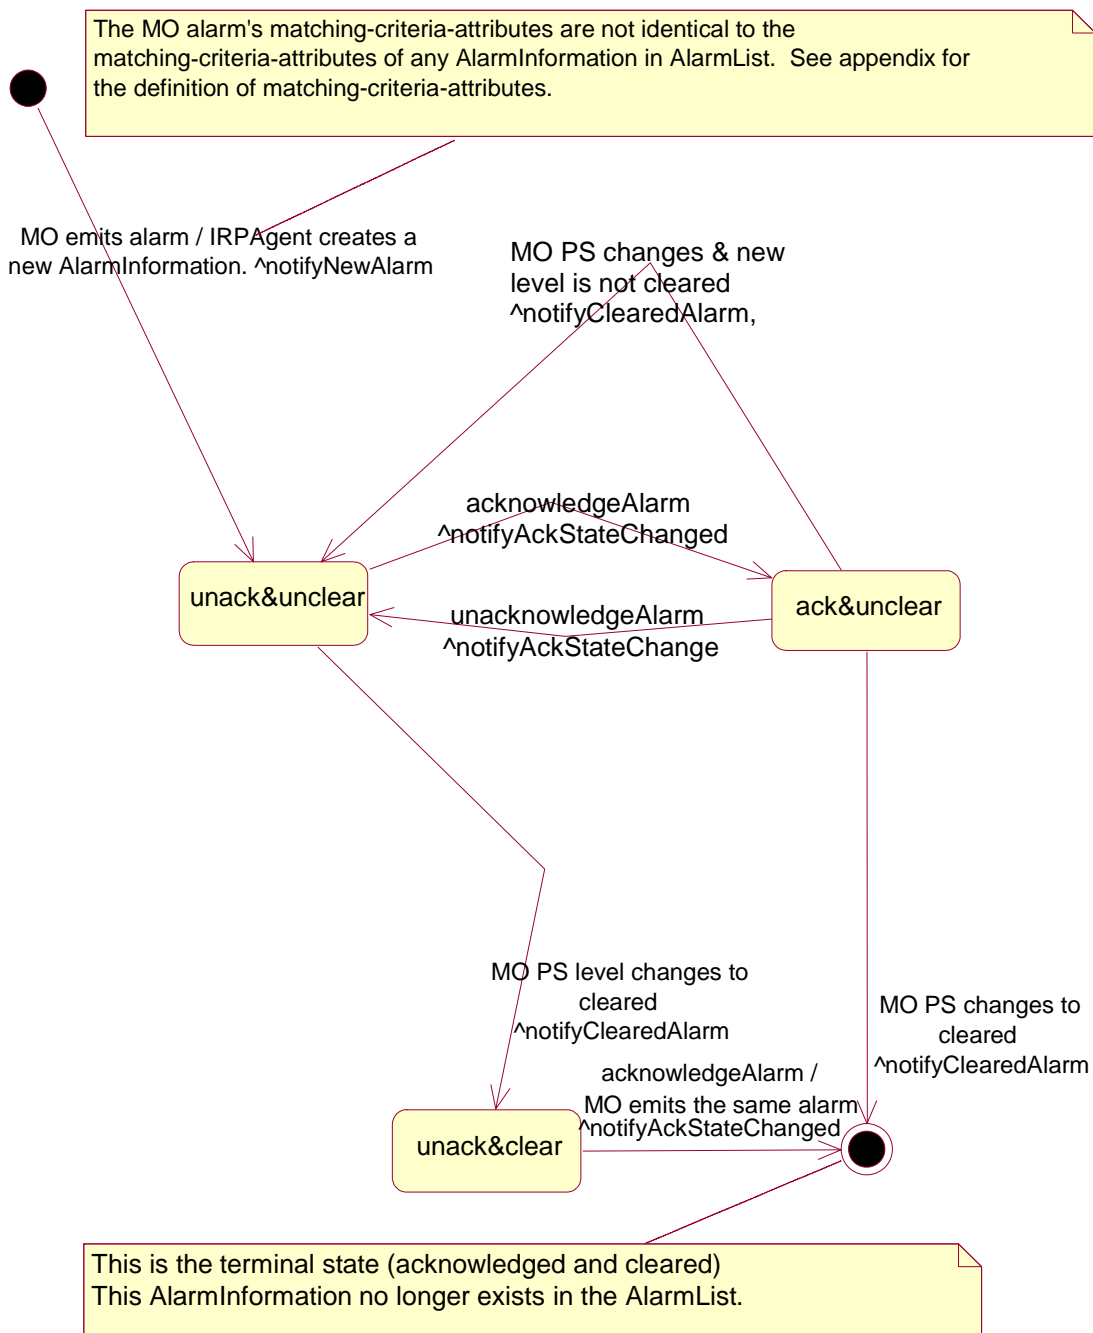 The MO alarm's matching-criteria-attributes are not identical to the
matching-criteria-attributes of any AlarmInformation in AlarmList.  See appendix for
the definition of matching-criteria-attributes.
MO emits alarm / IRPAgent creates a
new AlarmInformation. ^notifyNewAlarm
MO PS changes & new
level is not cleared
^notifyClearedAlarm,
acknowledgeAlarm
^notifyAckStateChanged
unack&unclear
ack&unclear
unacknowledgeAlarm
^notifyAckStateChange
MO PS level changes to
cleared
^notifyClearedAlarm
MO PS changes to
cleared
^notifyClearedAlarm
acknowledgeAlarm /
MO emits the same alarm
^notifyAckStateChanged
unack&clear
This is the terminal state (acknowledged and cleared)
This AlarmInformation no longer exists in the AlarmList.